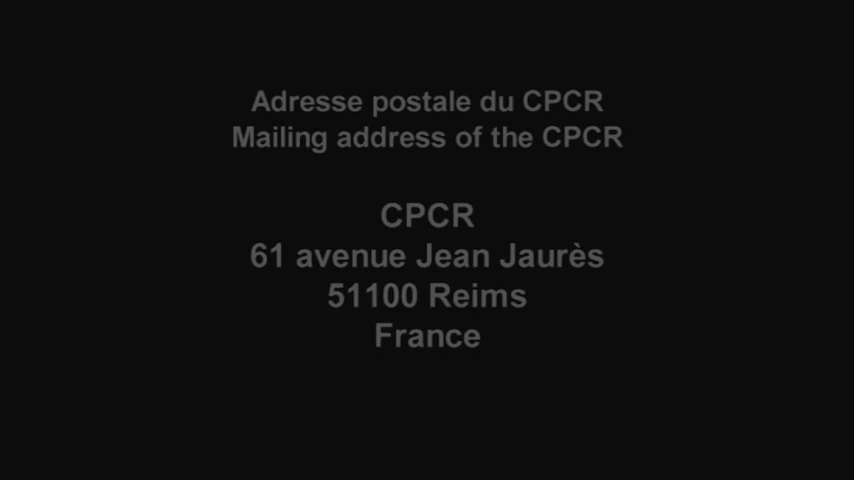 Adresse postale du CPCR
Mailing address of the CPCR
CPCR
61 avenue Jean Jaurès
51100 Reims
France